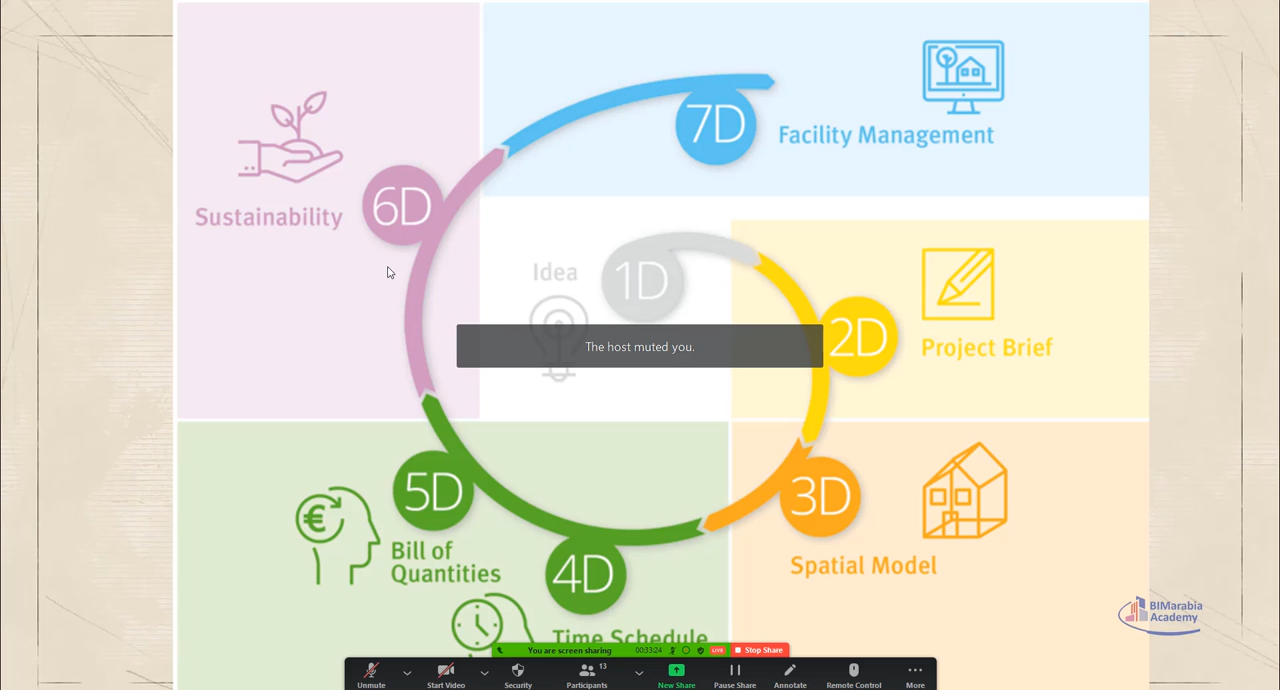 7D
Facility Management
6D
Sustainability
Idea
1D
The host muted you.
2D
Project Brief
5D
Bill of
Quantities
4D
Time Schedule
3D
Spatial Model
€
BIMarabia
Academy
You are screen sharing
00:33:24
LIVE
Stop Share
Unmute
Start Video
Security
13
Participants
New Share
Pause Share
Annotate
Remote Control
More